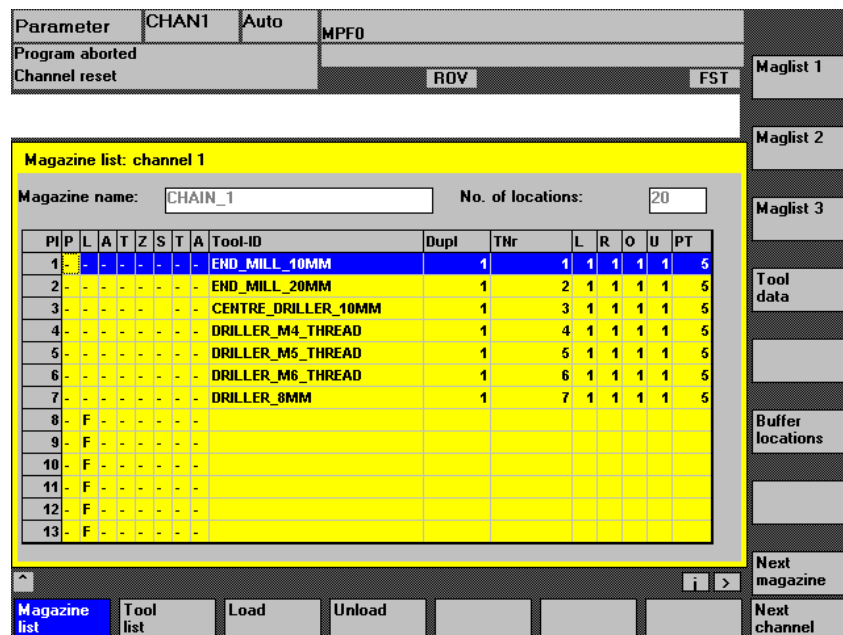 Parameter CHAN1 Auto MPF0
Program aborted
Channel reset ROV FST
Maglist 1
Maglist 2
Magazine list: channel 1
Magazine name: CHAIN_1 No. of locations: 20
Maglist 3
Pl P L A T Z S T A Tool-ID Dupl TNr L R O U PT
1 - - - - - - - - END_MILL_10MM 1 1 1 1 1 1 5
2 - - - - - - - - END_MILL_20MM 1 2 1 1 1 1 5
3 - - - - - - - - CENTRE_DRILLER_10MM 1 3 1 1 1 1 5
4 - - - - - - - - DRILLER_M4_THREAD 1 4 1 1 1 1 5
5 - - - - - - - - DRILLER_M5_THREAD 1 5 1 1 1 1 5
6 - - - - - - - - DRILLER_M6_THREAD 1 6 1 1 1 1 5
7 - - - - - - - - DRILLER_8MM 1 7 1 1 1 1 5
8 - F - - - - - -
9 - F - - - - - -
10 - F - - - - - -
11 - F - - - - - -
12 - F - - - - - -
13 - F - - - - - -
Tool
data
Buffer
locations
Next
magazine
^ i >
Magazine
list
Tool
list
Load
Unload
Next
channel